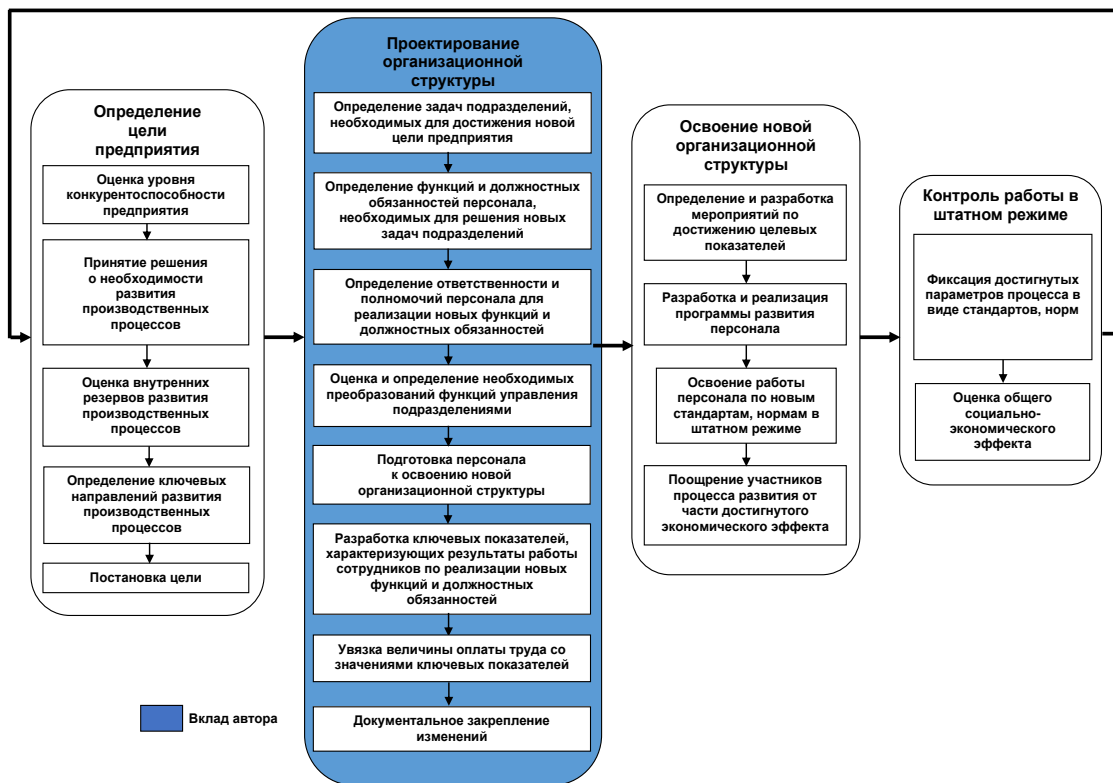 Определение
цели
предприятия
Оценка уровня
конкурентоспособности
предприятия
Принятие решения
о необходимости
развития
производственных
процессов
Оценка внутренних
резервов развития
производственных
процессов
Определение ключевых
направлений развития
производственных
процессов
Постановка цели
Проектирование
организационной
структуры
Определение задач подразделений,
необходимых для достижения новой
цели предприятия
Определение функций и должностных
обязанностей персонала,
необходимых для решения новых
задач подразделений
Определение ответственности и
полномочий персонала для
реализации новых функций и
должностных обязанностей
Оценка и определение необходимых
преобразований функций управления
подразделениями
Подготовка персонала
к освоению новой
организационной структуры
Разработка ключевых показателей,
характеризующих результаты работы
сотрудников по реализации новых
функций и должностных
обязанностей
Увязка величины оплаты труда со
значениями ключевых показателей
Документальное закрепление
изменений
Освоение новой
организационной
структуры
Определение и разработка
мероприятий по
достижению целевых
показателей
Разработка и реализация
программы развития
персонала
Освоение работы
персонала по новым
стандартам, нормам в
штатном режиме
Поощрение участников
процесса развития от
части достигнутого
экономического эффекта
Контроль работы в
штатном режиме
Фиксация достигнутых
параметров процесса в
виде стандартов, норм
Оценка общего
социально-
экономического
эффекта
Вклад автора